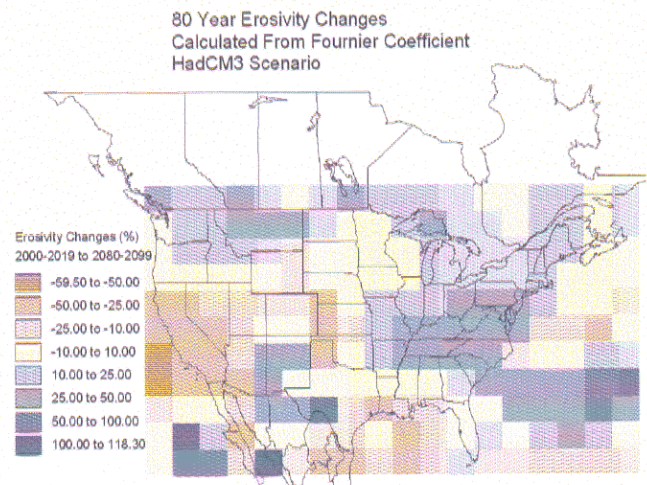 80 Year Erosivity Changes
Calculated From Fournier Coefficient
HadCM3 Scenario
Erosivity Changes (%)
2000-2019 to 2080-2099
-59.50 to -50.00
-50.00 to -25.00
-25.00 to -10.00
-10.00 to 10.00
10.00 to 25.00
25.00 to 50.00
50.00 to 100.00
100.00 to 118.30